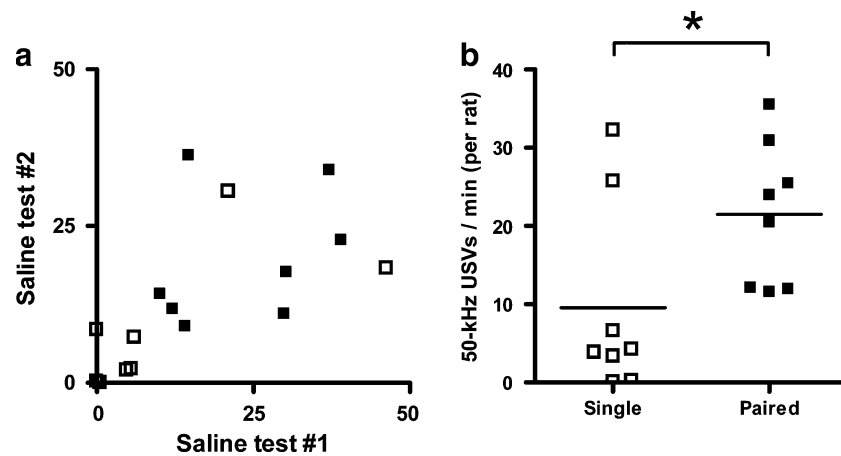 a
50
25
0
Saline test #2
0
25
50
Saline test #1
b
*
40
30
20
10
0
50-kHz USVs / min (per rat)
Single
Paired